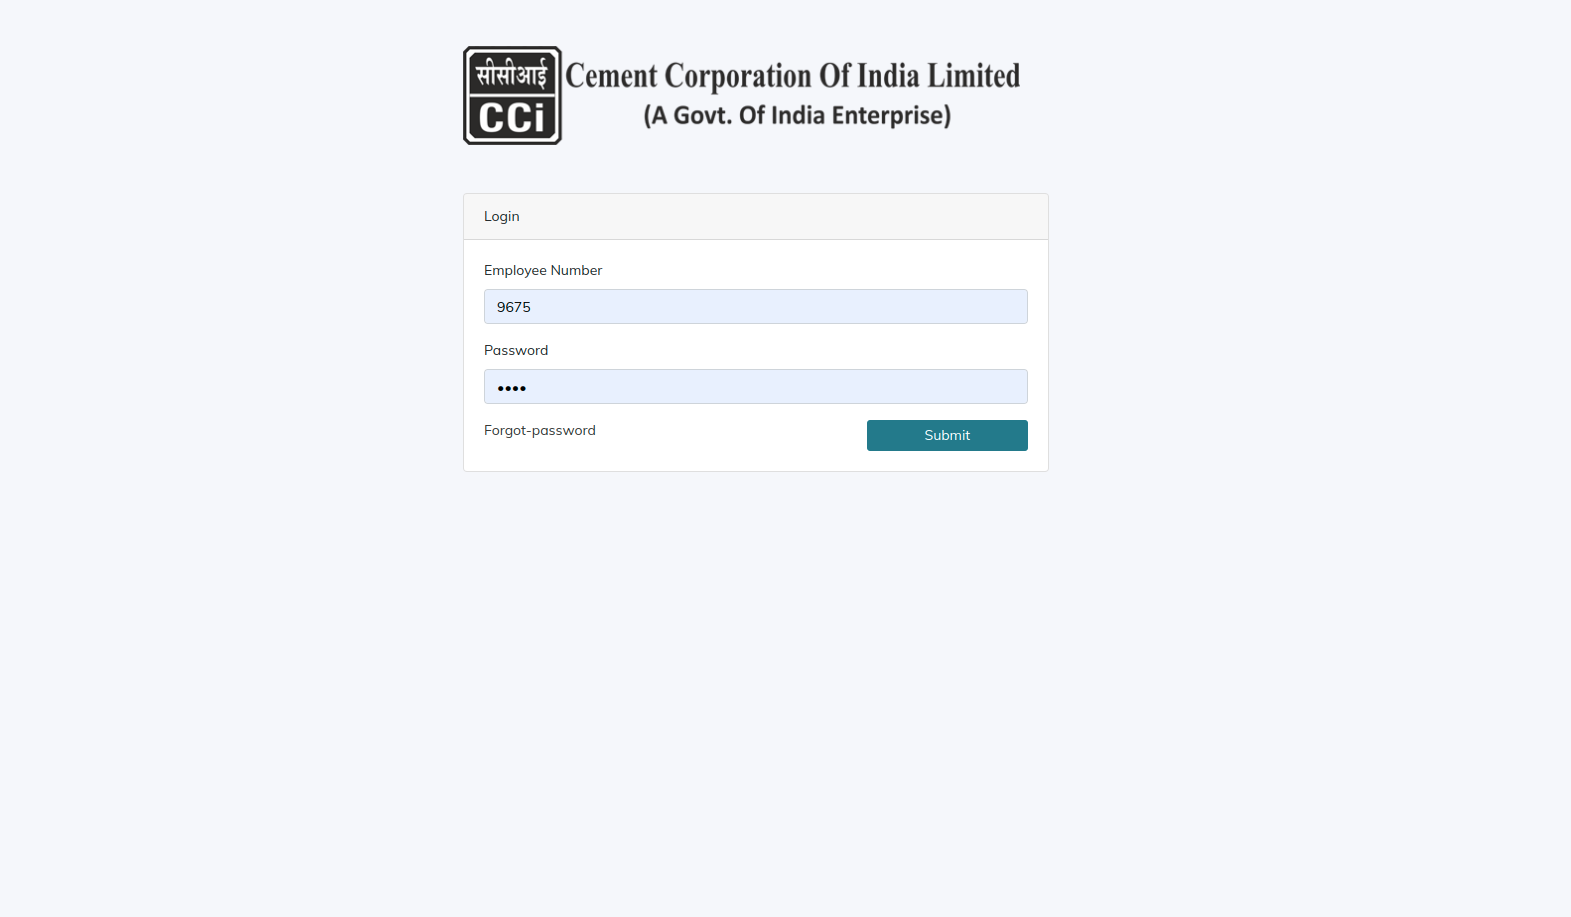 सीसीआई
CCi
Cement Corporation Of India Limited
(A Govt. Of India Enterprise)
Login
Employee Number
9675
Password
••••
Forgot-password
Submit